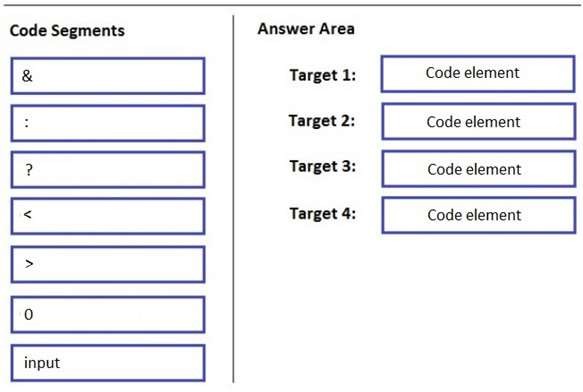 Code Segments
&
:
?
<
>
0
input
Answer Area
Target 1: Code element
Target 2: Code element
Target 3: Code element
Target 4: Code element